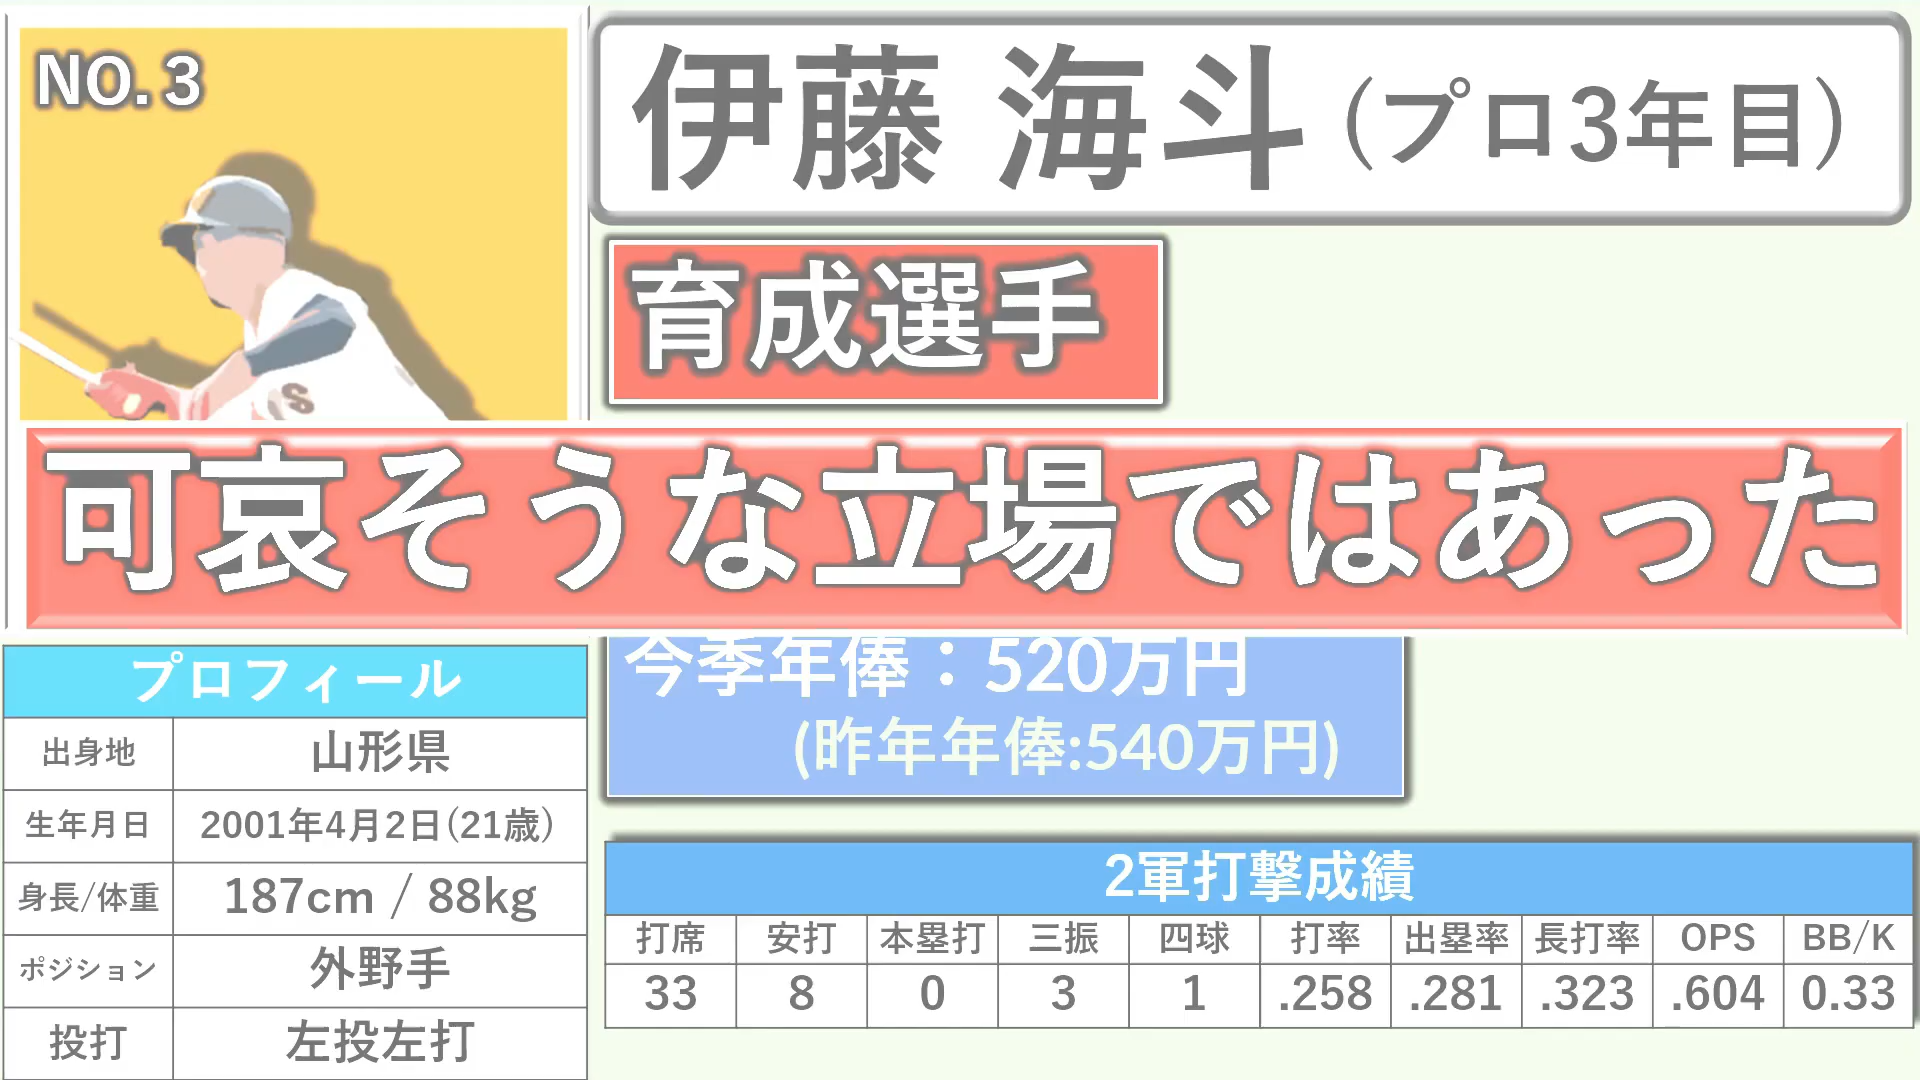 NO.3
伊藤 海斗(プロ3年目)
育成選手
S
可哀そうな立場ではあった
今季年俸：520万円
(昨年年俸:540万円)
プロフィール
出身地 山形県
生年月日 2001年4月2日(21歳)
身長/体重 187cm / 88kg
ポジション 外野手
投打 左投左打
2軍打撃成績
打席 安打 本塁打 三振 四球 打率 出塁率 長打率 OPS BB/K
33 8 0 3 1 .258 .281 .323 .604 0.33